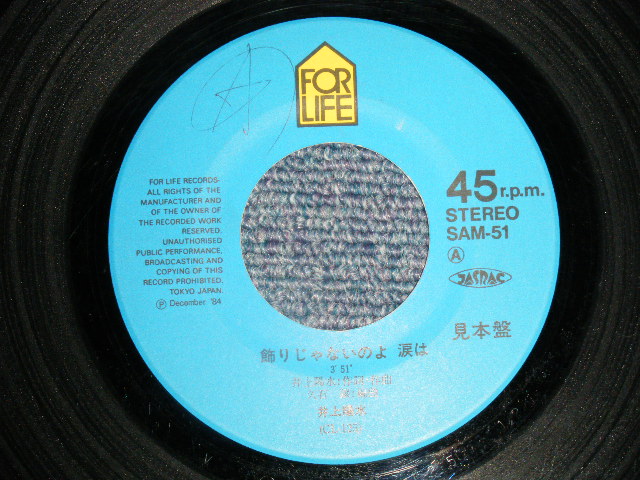 FOR
LIFE
FOR LIFE RECORDS-
ALL RIGHTS OF THE
MANUFACTURER AND
OF THE OWNER OF
THE RECORDED WORK
RESERVED.
UNAUTHORISED
PUBLIC PERFORMANCE,
BROADCASTING AND
COPYING OF THIS
RECORD PROHIBITED.
TOKYO JAPAN.
Ⓟ December '84
45 r.p.m.
STEREO
SAM-51
Ⓐ
JASRAC
見本盤
飾りじゃないのよ 涙は
3'51"
井上陽水